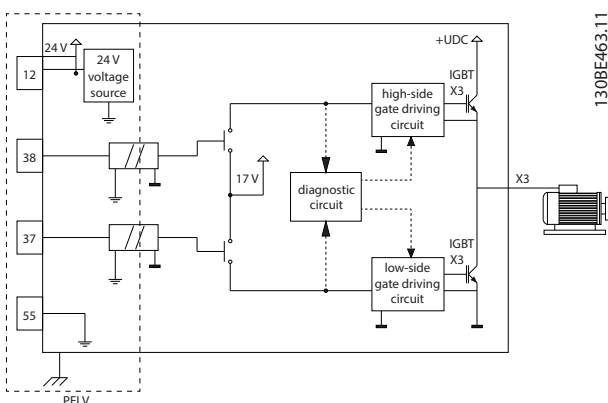 130BE463.11
+UDC
24 V
12
24 V
voltage
source
IGBT
X3
high-side
gate driving
circuit
38
17 V
diagnostic
circuit
X3
37
IGBT
X3
low-side
gate driving
circuit
55
PELV